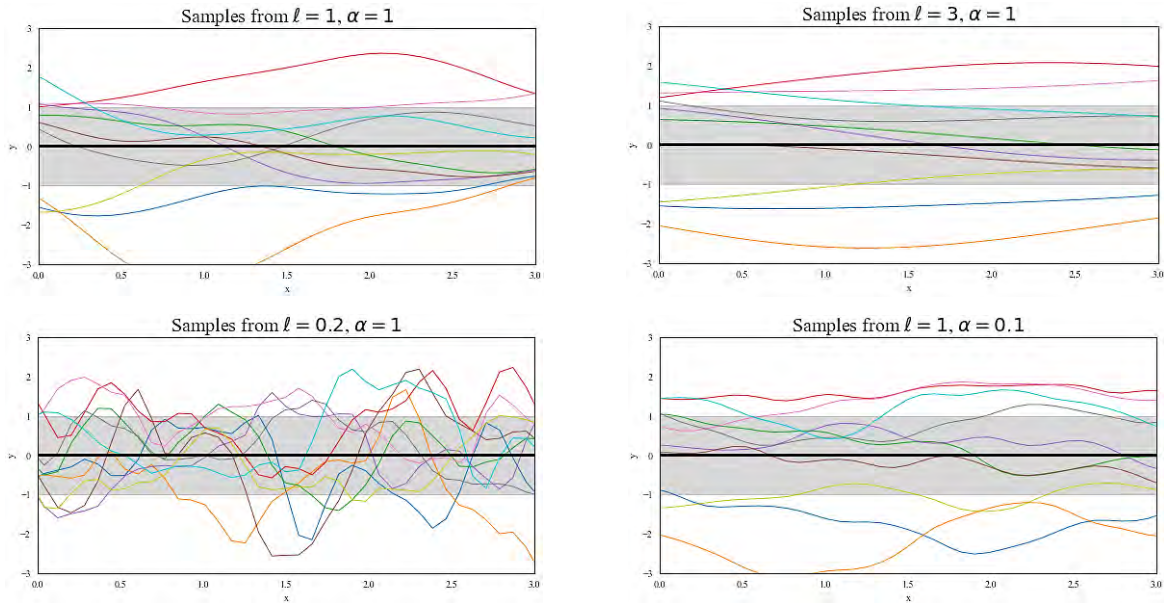 Samples from ℓ = 1, α = 1
3
2
1
0
−1
−2
−3
y
0.0 0.5 1.0 1.5 2.0 2.5 3.0
x
Samples from ℓ = 3, α = 1
3
2
1
0
−1
−2
−3
y
0.0 0.5 1.0 1.5 2.0 2.5 3.0
x
Samples from ℓ = 0.2, α = 1
3
2
1
0
−1
−2
−3
y
0.0 0.5 1.0 1.5 2.0 2.5 3.0
x
Samples from ℓ = 1, α = 0.1
3
2
1
0
−1
−2
−3
y
0.0 0.5 1.0 1.5 2.0 2.5 3.0
x